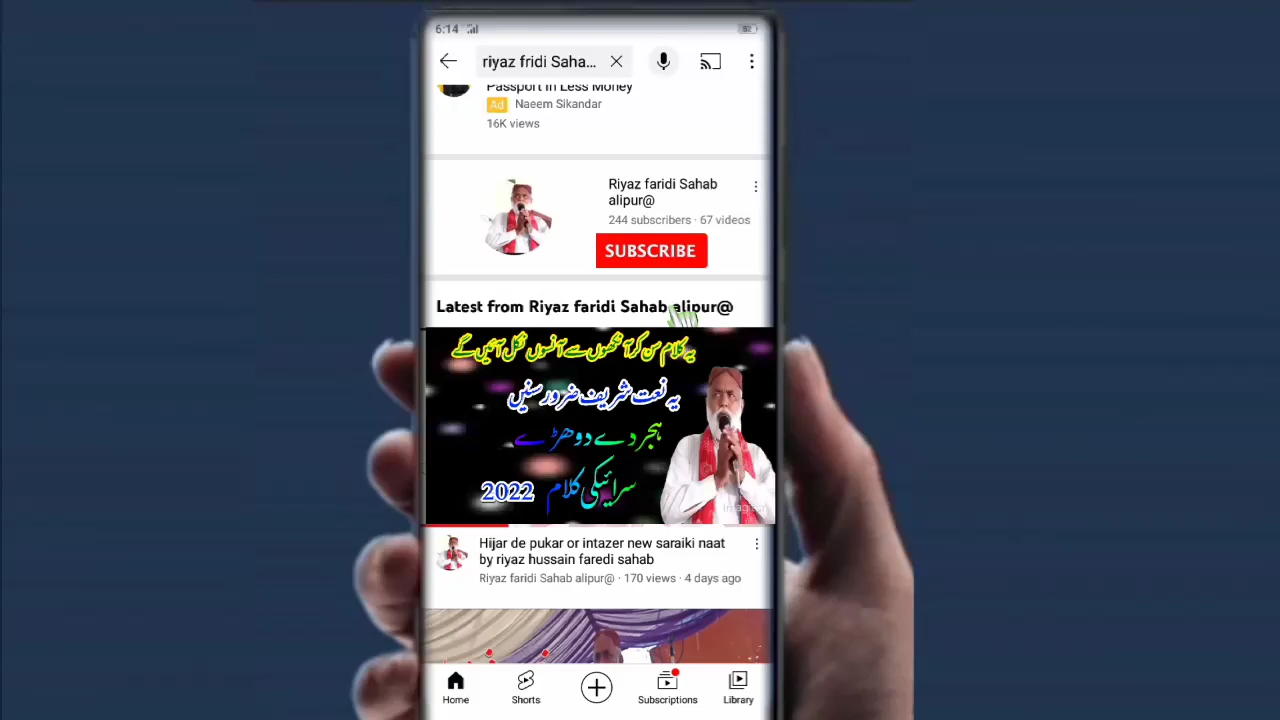 6:14
52
riyaz fridi Saha...
Passport In Less Money
Ad Naeem Sikandar
16K views
Riyaz faridi Sahab
alipur@
244 subscribers · 67 videos
SUBSCRIBE
Latest from Riyaz faridi Sahab alipur@
یہ کلام سن کر آنکھوں سے آنسوں نکل آئیں گے
یہ نعت شریف ضرور سنیں
ہجر دے دوھڑے
سرائیکی کلام 2022
Hijar de pukar or intazer new saraiki naat
by riyaz hussain faredi sahab
Riyaz faridi Sahab alipur@ · 170 views · 4 days ago
Home
Shorts
Subscriptions
Library